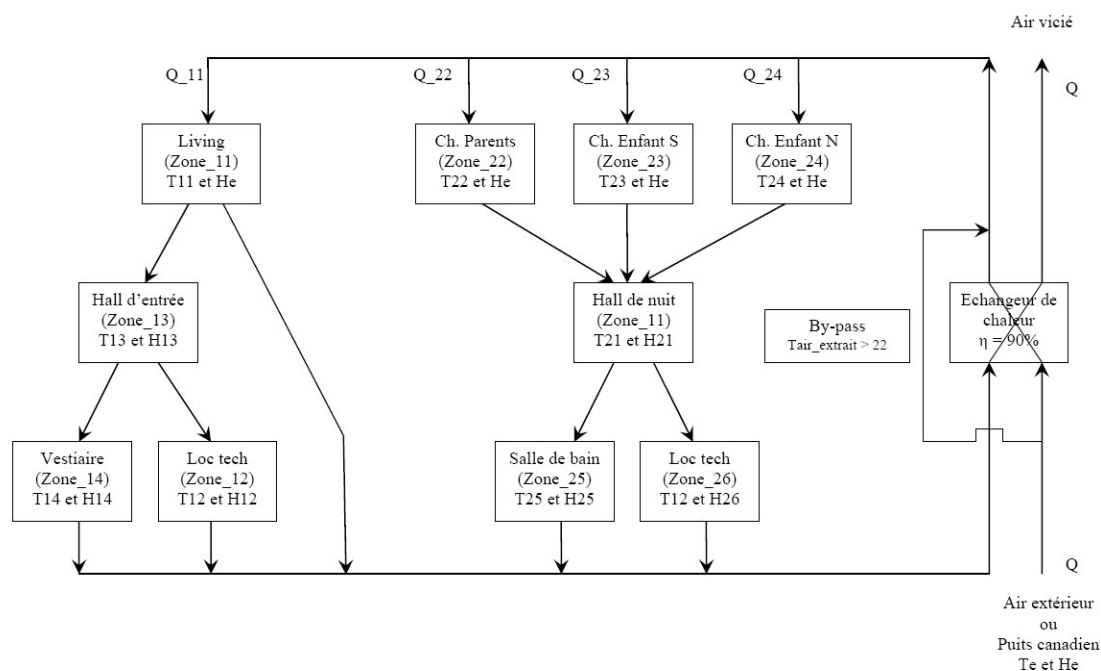 Air vicié
Q_11
Q_22
Q_23
Q_24
Q
Living
(Zone_11)
T11 et He
Ch. Parents
(Zone_22)
T22 et He
Ch. Enfant S
(Zone_23)
T23 et He
Ch. Enfant N
(Zone_24)
T24 et He
Hall d'entrée
(Zone_13)
T13 et H13
Hall de nuit
(Zone_11)
T21 et H21
By-pass
Tair_extrait > 22
Echangeur de
chaleur
η = 90%
Vestiaire
(Zone_14)
T14 et H14
Loc tech
(Zone_12)
T12 et H12
Salle de bain
(Zone_25)
T25 et H25
Loc tech
(Zone_26)
T12 et H26
Q
Air extérieur
ou
Puits canadien
Te et He